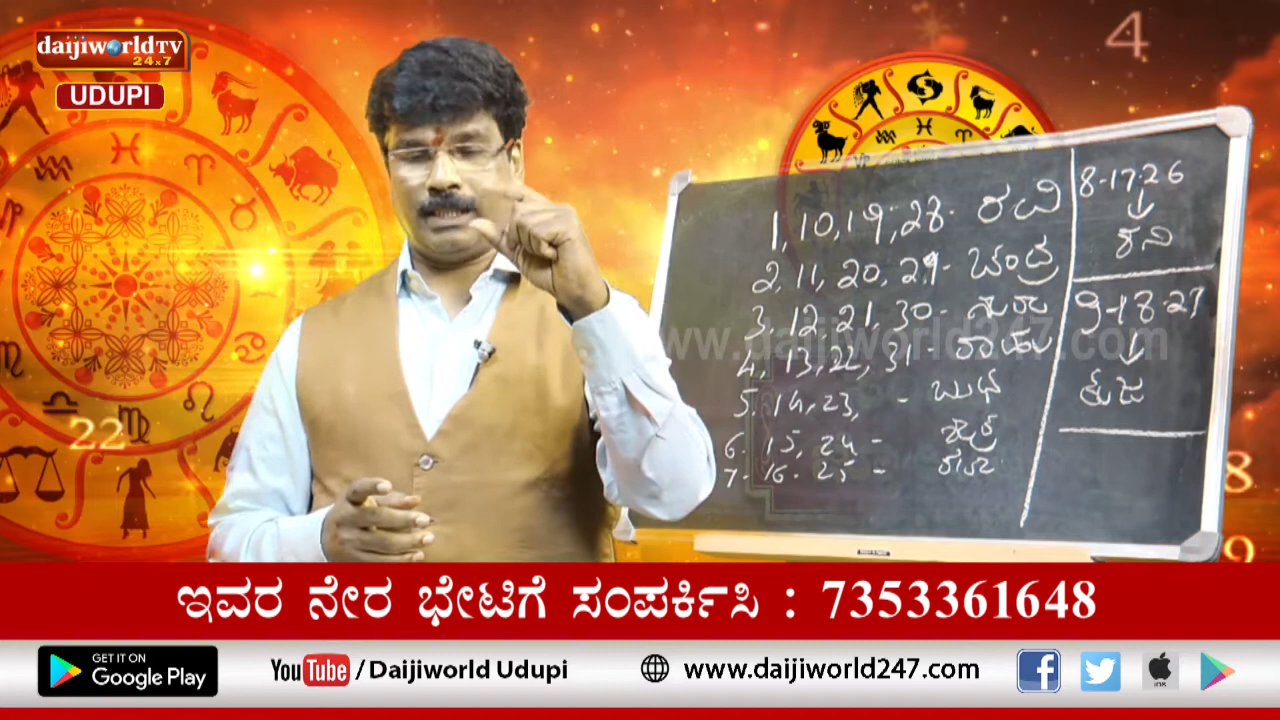 daijiworldTV
24x7
UDUPI
4
22
8
9
1, 10, 19, 28 - ರವಿ
2, 11, 20, 29 - ಚಂದ್ರ
3, 12, 21, 30 - ಗುರು
4, 13, 22, 31 - ರಾಹು
5. 14, 23, - ಬುಧ
6. 15, 24 - ಶುಕ್ರ
7. 16. 25 -
8-17-26
ಶನಿ
9-18-27
ಕುಜ
www.daijiworld247.com
ಇವರ ನೇರ ಭೇಟಿಗೆ ಸಂಪರ್ಕಿಸಿ : 7353361648
GET IT ON
Google Play
YouTube /Daijiworld Udupi
www.daijiworld247.com